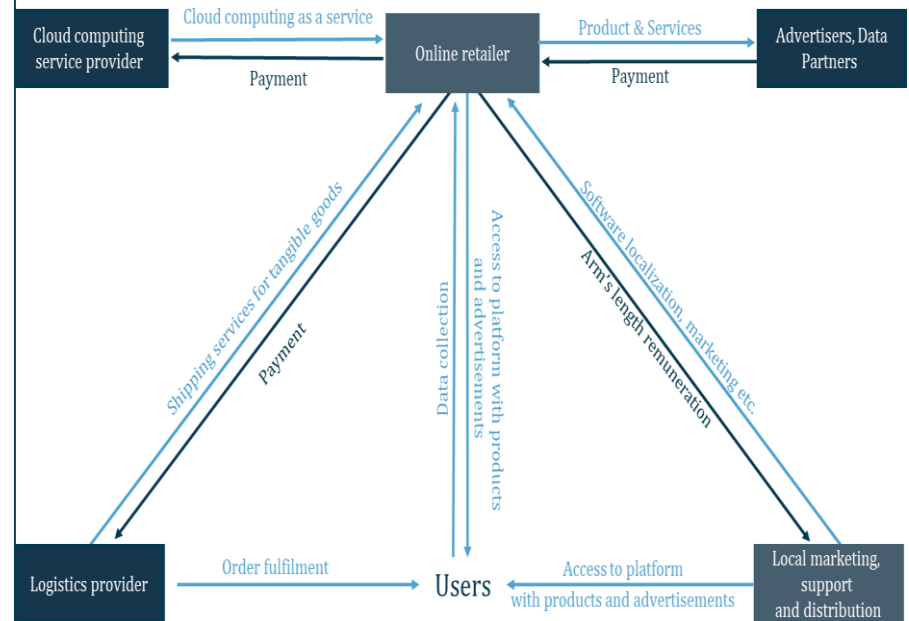 Cloud computing as a service
Cloud computing
service provider
Payment
Online retailer
Product & Services
Payment
Advertisers, Data
Partners
Shipping services for tangible goods
Payment
Data collection
Access to platform with products
and advertisements
Software localization, marketing etc.
Arm's length remuneration
Logistics provider
Order fulfilment
Users
Access to platform
with products and advertisements
Local marketing,
support
and distribution